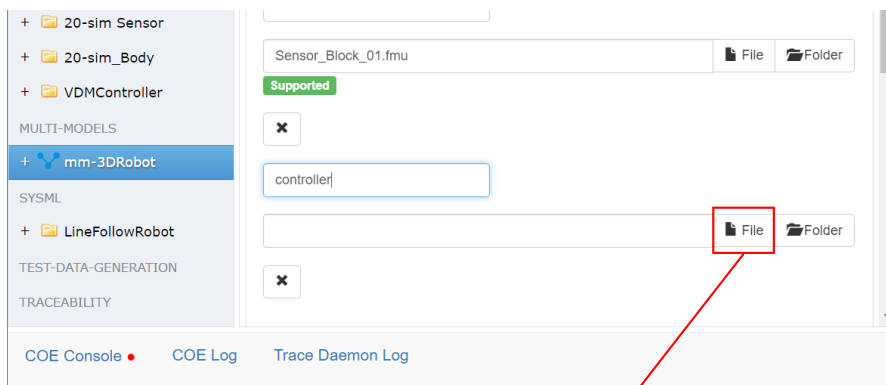 + 20-sim Sensor
+ 20-sim_Body
+ VDMController
MULTI-MODELS
+ mm-3DRobot
SYSML
+ LineFollowRobot
TEST-DATA-GENERATION
TRACEABILITY
Sensor_Block_01.fmu File Folder
Supported
controller
File Folder
COE Console COE Log Trace Daemon Log